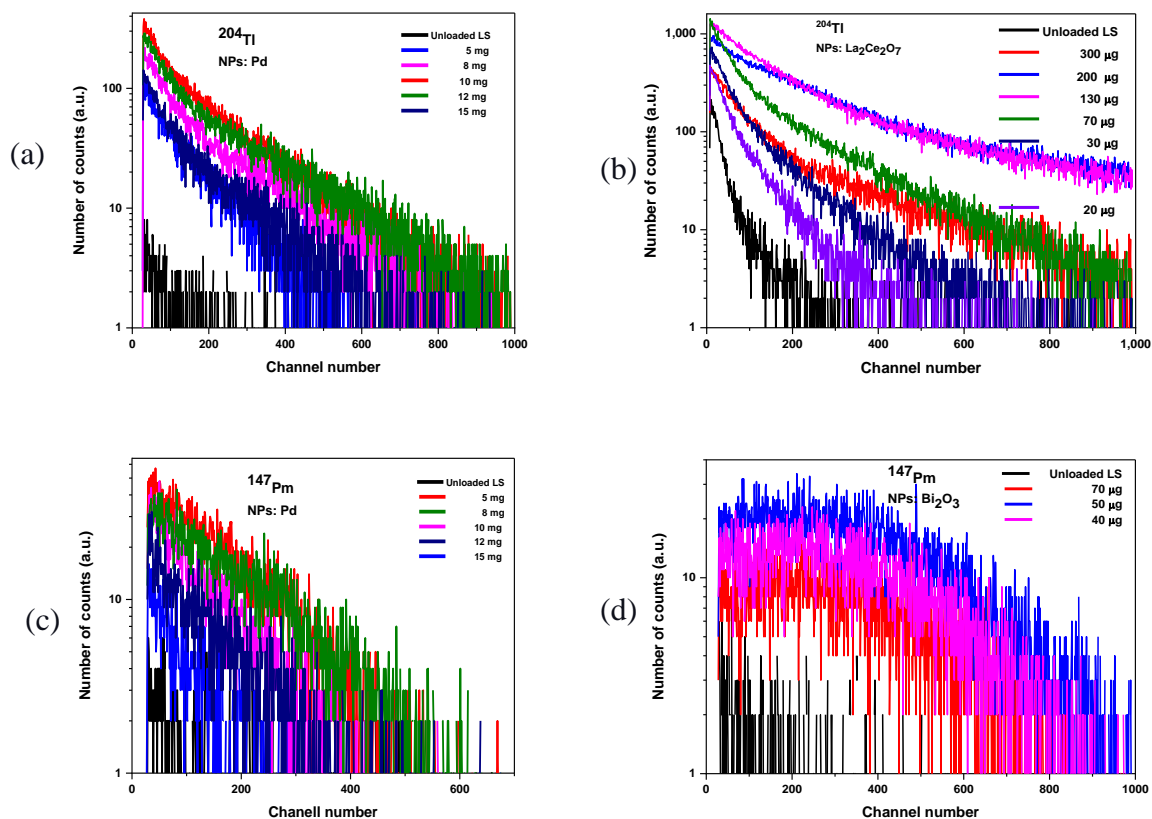 (a)
Number of counts (a.u.)
100
10
1
²⁰⁴Tl
NPs: Pd
Unloaded LS
5 mg
8 mg
10 mg
12 mg
15 mg
0 200 400 600 800 1000
Channel number
(b)
Number of counts (a.u.)
1,000
100
10
1
²⁰⁴Tl
NPs: La₂Ce₂O₇
Unloaded LS
300 µg
200 µg
130 µg
70 µg
30 µg
20 µg
0 200 400 600 800 1,000
Channel number
(c)
Number of counts (a.u.)
10
1
¹⁴⁷Pm
NPs: Pd
Unloaded LS
5 mg
8 mg
10 mg
12 mg
15 mg
0 200 400 600
Chanell number
(d)
Number of counts (a.u.)
10
1
¹⁴⁷Pm
NPs: Bi₂O₃
Unloaded LS
70 µg
50 µg
40 µg
0 200 400 600 800 1000
Channel number